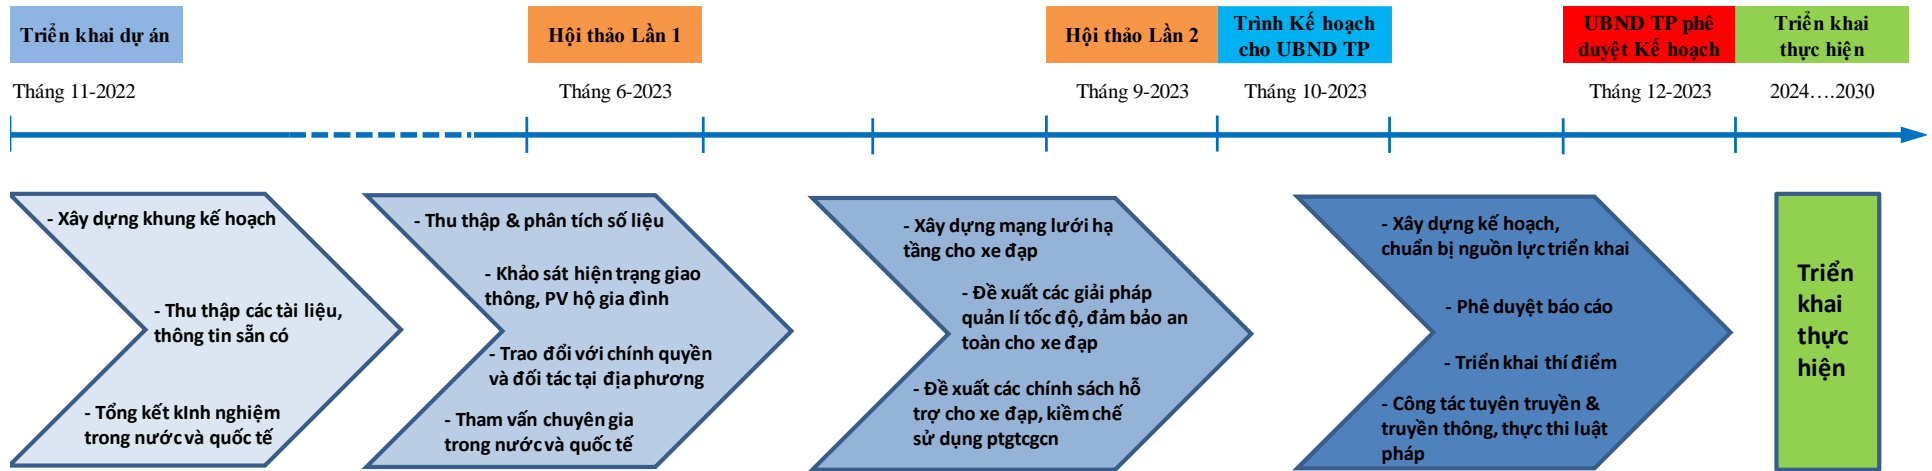 Triển khai dự án
Hội thảo Lần 1
Hội thảo Lần 2
Trình Kế hoạch
cho UBND TP
UBND TP phê
duyệt Kế hoạch
Triển khai
thực hiện
Tháng 11-2022
Tháng 6-2023
Tháng 9-2023
Tháng 10-2023
Tháng 12-2023
2024....2030
- Xây dựng khung kế hoạch
- Thu thập các tài liệu,
thông tin sẵn có
- Tổng kết kInh nghiệm
trong nước và quốc tế
- Thu thập & phân tích số liệu
- Khảo sát hiện trạng giao
thông, PV hộ gia đình
- Trao đổi với chính quyền
và đối tác tại địa phương
- Tham vấn chuyên gia
trong nước và quốc tế
- Xây dựng mạng lưới hạ
tầng cho xe đạp
- Đề xuất các giải pháp
quản lí tốc độ, đảm bảo an
toàn cho xe đạp
- Đề xuất các chính sách hỗ
trợ cho xe đạp, kiềm chế
sử dụng ptgtcgcn
- Xây dựng kế hoạch,
chuẩn bị nguồn lực triển khai
- Phê duyệt báo cáo
- Triển khai thí điểm
- Công tác tuyên truyền &
truyền thông, thực thi luật
pháp
Triển
khai
thực
hiện